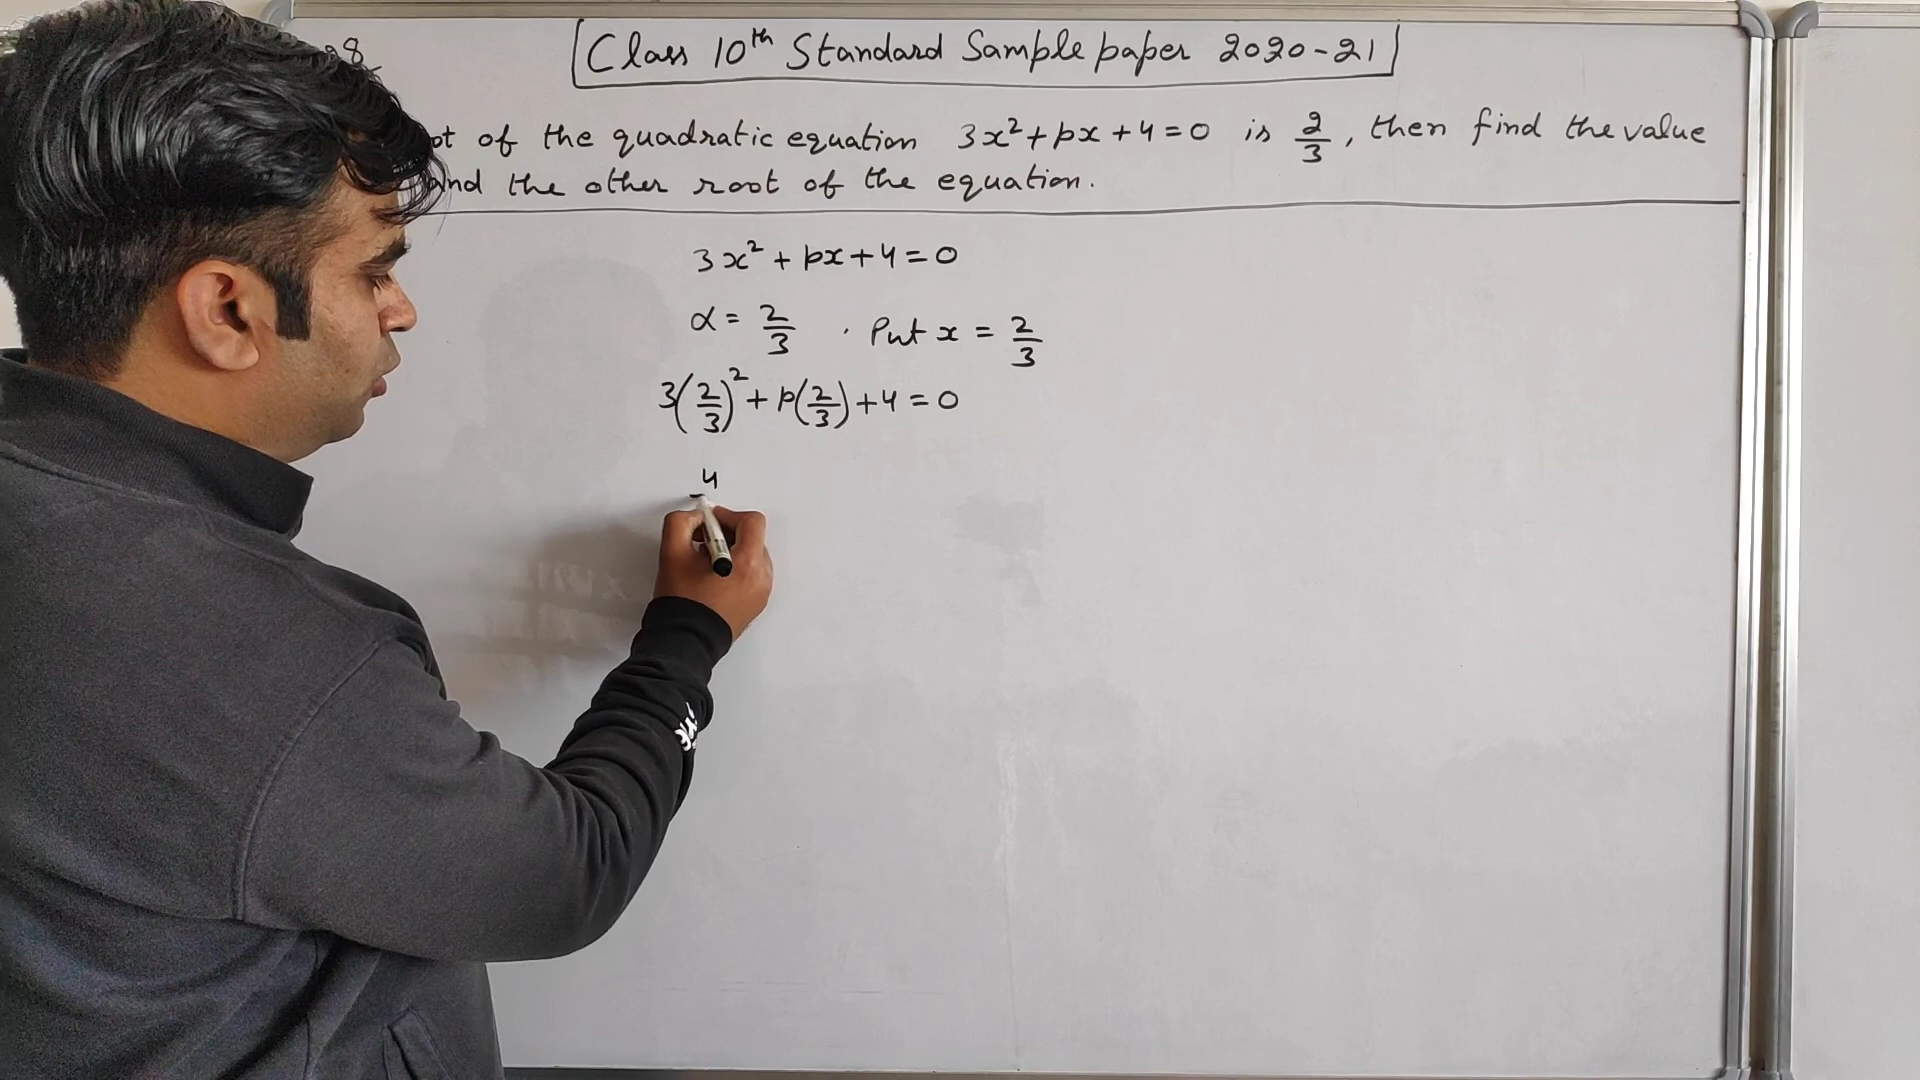 Class 10th Standard Sample paper 2020-21
of the quadratic equation 3x²+px+4=0 is 2/3, then find the value
and the other root of the equation.
3x²+px+4=0
α = 2/3 . Put x = 2/3
3(2/3)²+p(2/3)+4=0
4